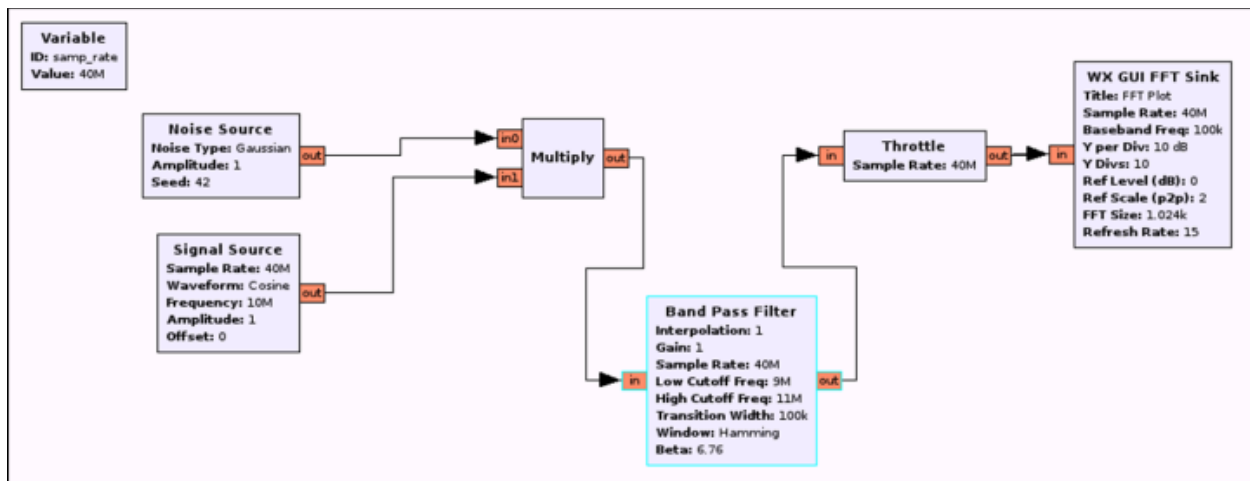 Variable
ID: samp_rate
Value: 40M
Noise Source
Noise Type: Gaussian
Amplitude: 1
Seed: 42
out
Signal Source
Sample Rate: 40M
Waveform: Cosine
Frequency: 10M
Amplitude: 1
Offset: 0
out
in0
in1
Multiply
out
Band Pass Filter
Interpolation: 1
Gain: 1
Sample Rate: 40M
Low Cutoff Freq: 9M
High Cutoff Freq: 11M
Transition Width: 100k
Window: Hamming
Beta: 6.76
in
out
in
Throttle
Sample Rate: 40M
out
in
WX GUI FFT Sink
Title: FFT Plot
Sample Rate: 40M
Baseband Freq: 100k
Y per Div: 10 dB
Y Divs: 10
Ref Level (dB): 0
Ref Scale (p2p): 2
FFT Size: 1.024k
Refresh Rate: 15